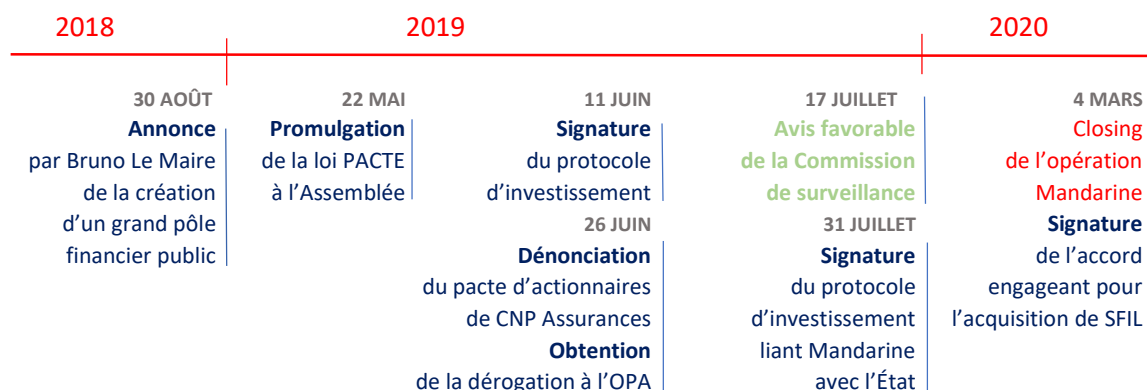 2018
2019
2020
30 AOÛT
Annonce
par Bruno Le Maire
de la création
d'un grand pôle
financier public
22 MAI
Promulgation
de la loi PACTE
à l'Assemblée
11 JUIN
Signature
du protocole
d'investissement
26 JUIN
Dénonciation
du pacte d'actionnaires
de CNP Assurances
Obtention
de la dérogation à l'OPA
17 JUILLET
Avis favorable
de la Commission
de surveillance
31 JUILLET
Signature
du protocole
d'investissement
liant Mandarine
avec l'État
4 MARS
Closing
de l'opération
Mandarine
Signature
de l'accord
engageant pour
l'acquisition de SFIL